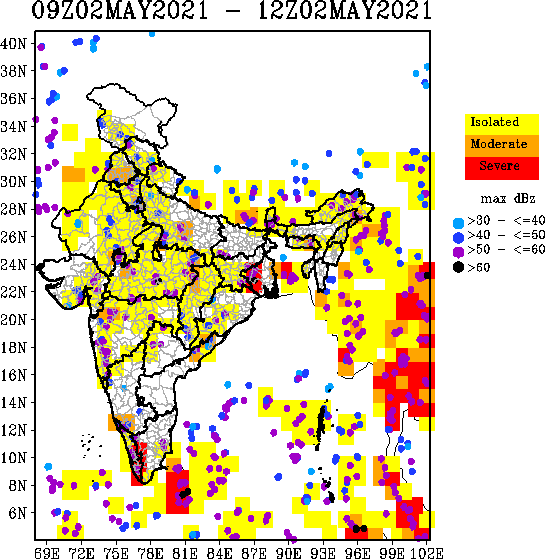 09Z02MAY2021 – 12Z02MAY2021
40N
38N
36N
34N
32N
30N
28N
26N
24N
22N
20N
18N
16N
14N
12N
10N
8N
6N
69E 72E 75E 78E 81E 84E 87E 90E 93E 96E 99E 102E
Isolated
Moderate
Severe
max dBz
>30 - <=40
>40 - <=50
>50 - <=60
>60